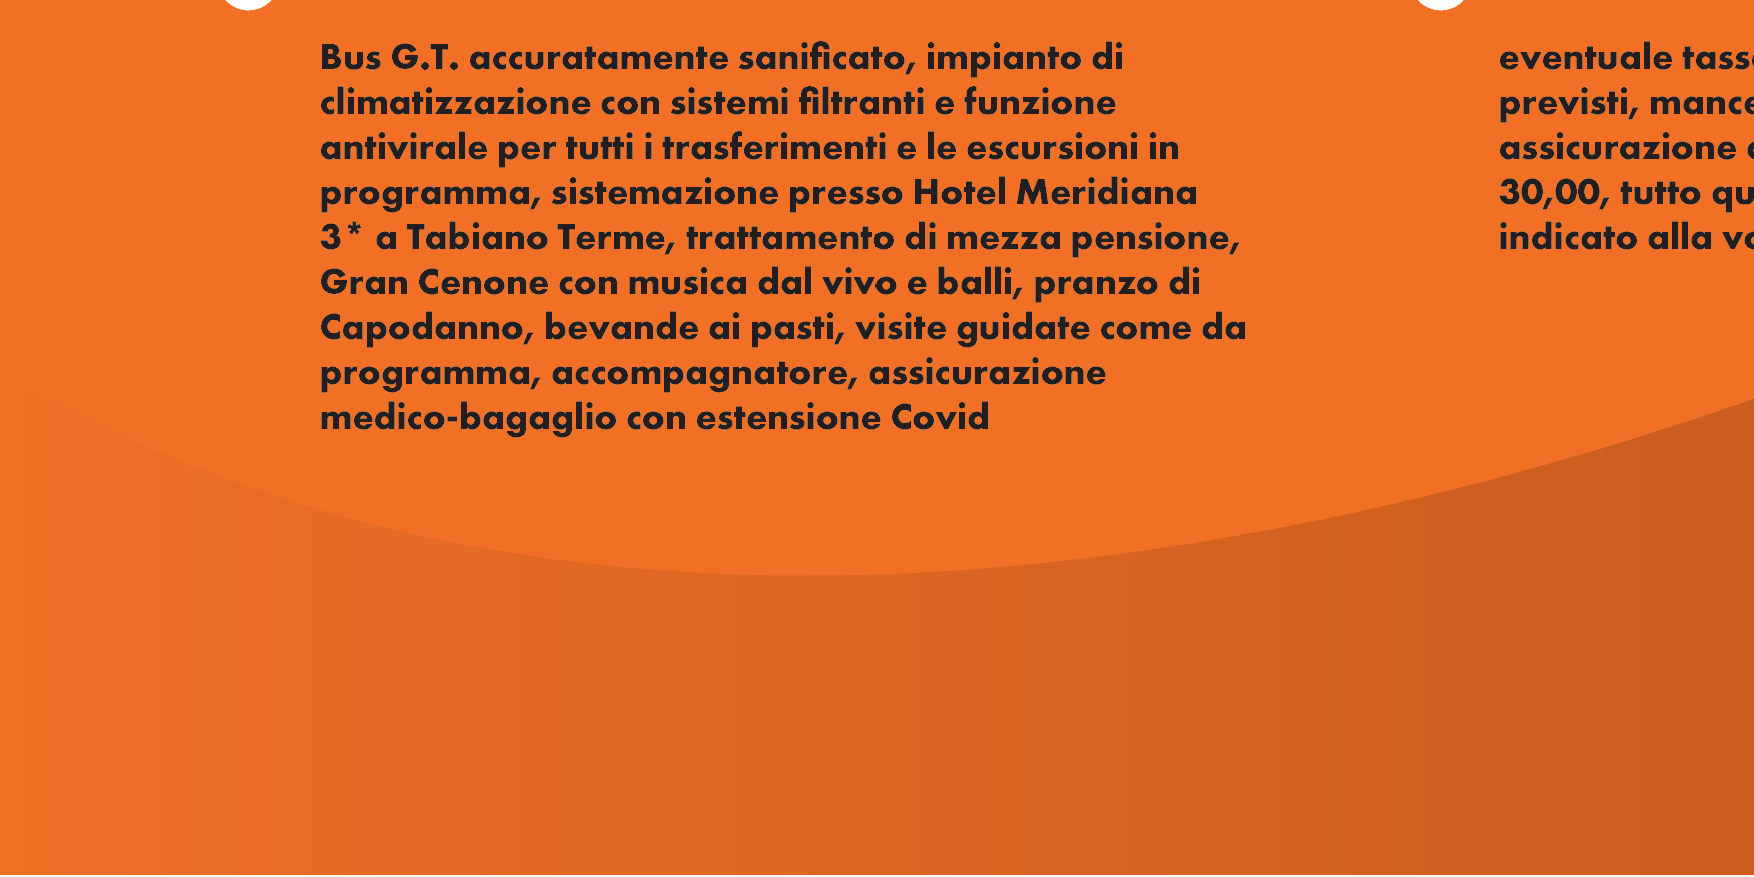 Bus G.T. accuratamente sanificato, impianto di
climatizzazione con sistemi filtranti e funzione
antivirale per tutti i trasferimenti e le escursioni in
programma, sistemazione presso Hotel Meridiana
3* a Tabiano Terme, trattamento di mezza pensione,
Gran Cenone con musica dal vivo e balli, pranzo di
Capodanno, bevande ai pasti, visite guidate come da
programma, accompagnatore, assicurazione
medico-bagaglio con estensione Covid
eventuale
previsti,
assicurazione
30,00, tutto
indicato alla